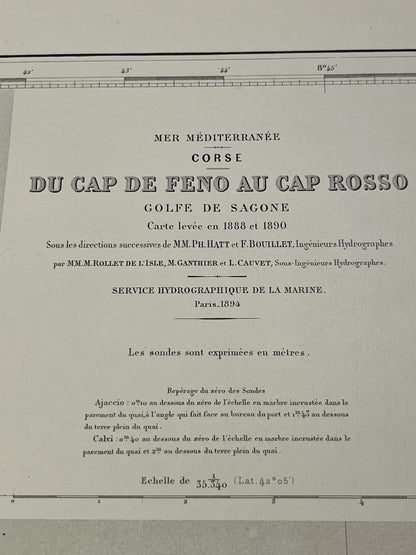 42'
43'
44'
8°45'
MER MÉDITERRANÉE
CORSE
DU CAP DE FENO AU CAP ROSSO
GOLFE DE SAGONE
Carte levée en 1888 et 1890
Sous les directions successives de MM. PH. HATT et F. BOUILLET, Ingénieurs Hydrographes
par MM. M. ROLLET DE L'ISLE, M. GANTHIER et L. CAUVET, Sous-Ingénieurs Hydrographes.
SERVICE HYDROGRAPHIQUE DE LA MARINE.
Paris_1894
Les sondes sont exprimées en mètres.
Repérage du zéro des Sondes
Ajaccio : 0m10 au dessous du zéro de l'échelle en marbre incrustée dans le
parement du quai, à l'angle qui fait face au bureau du port et 1m43 au dessous
du terre plein du quai.
Calvi : 0m40 au dessous du zéro de l'échelle en marbre incrustée dans le
parement du quai et 2m au dessous du terre plein du quai.
Echelle de 1/35.340 (Lat. 42°05')
0 1 2 3 4 5